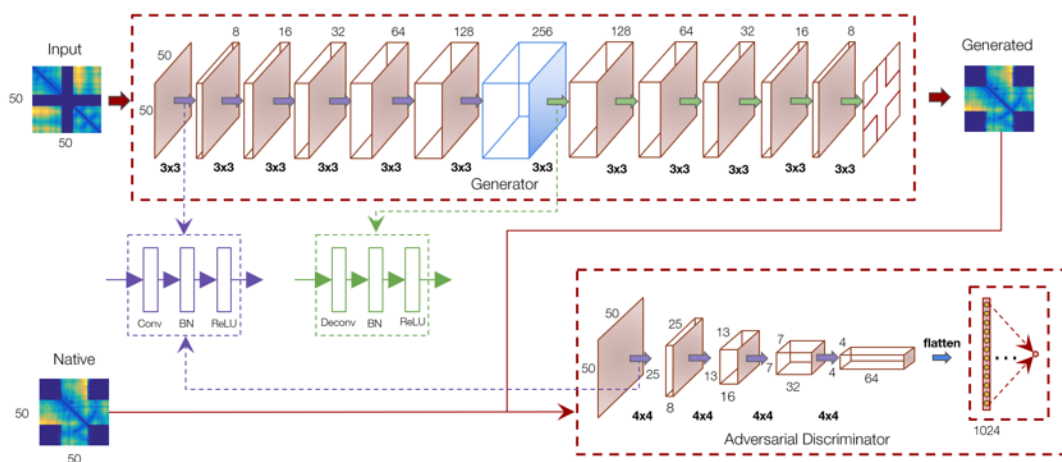 Input
50
50
50
50
8
16
32
64
128
256
128
64
32
16
8
3x3
3x3
3x3
3x3
3x3
3x3
3x3
3x3
3x3
3x3
3x3
3x3
Generator
Generated
Conv
BN
ReLU
Deconv
BN
ReLU
Native
50
50
50
50
25
25
8
13
13
16
7
7
32
4
4
64
4x4
4x4
4x4
4x4
flatten
1024
Adversarial Discriminator